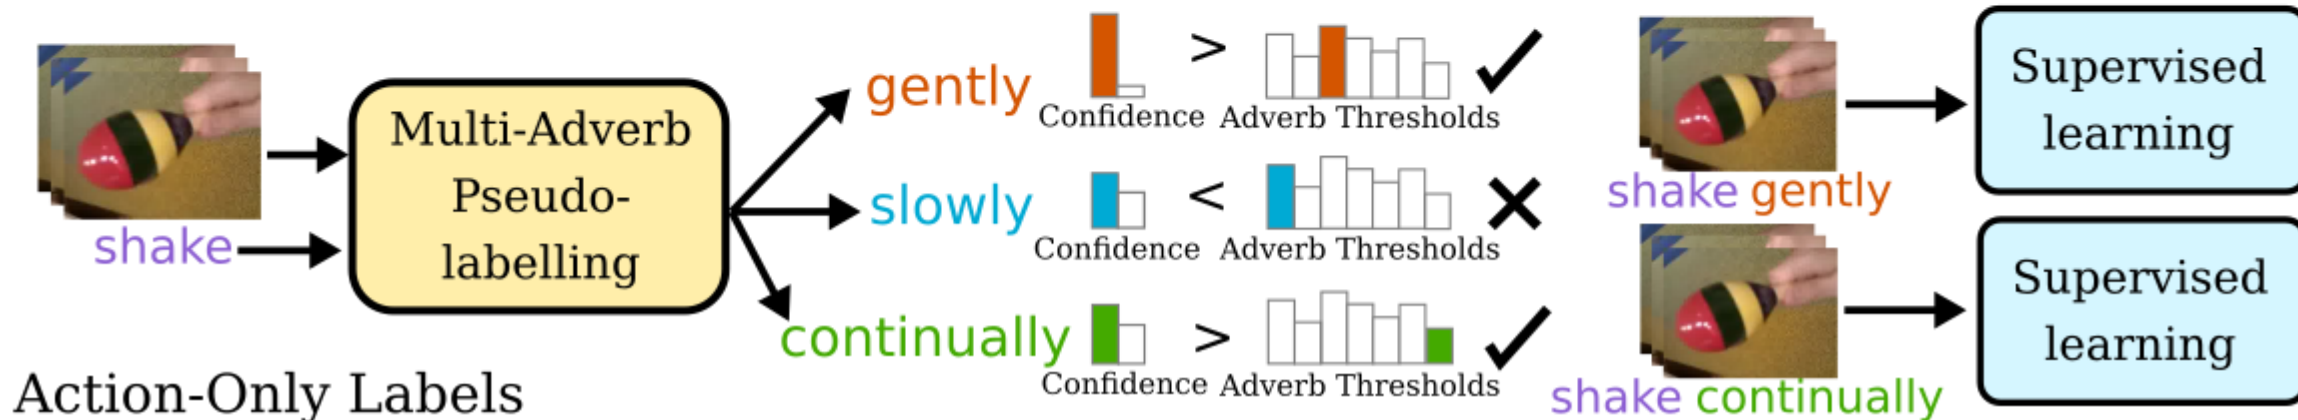 shake
Multi-Adverb
Pseudo-
labelling
gently
>
Confidence
Adverb Thresholds
slowly
<
Confidence
Adverb Thresholds
continually
>
Confidence
Adverb Thresholds
shake gently
Supervised
learning
shake continually
Supervised
learning
Action-Only Labels